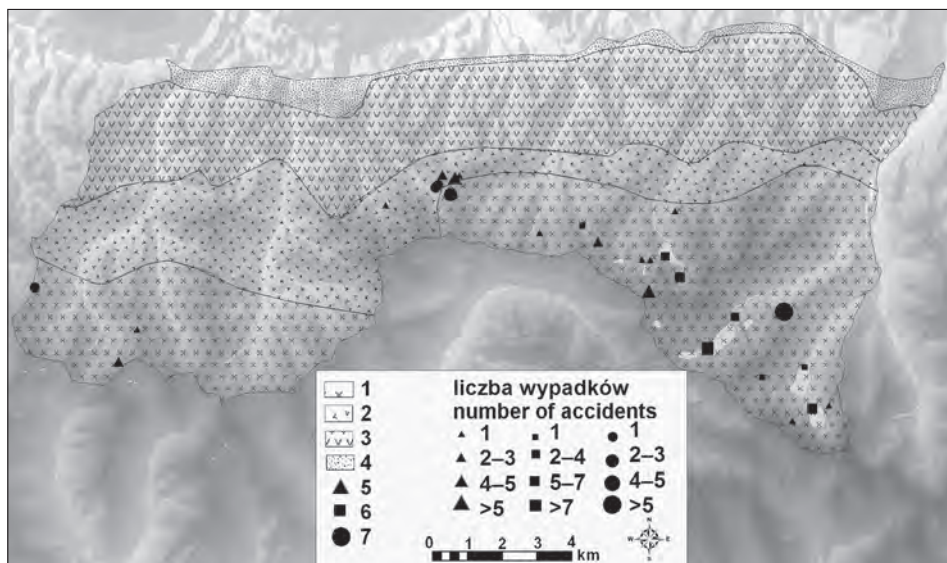 1
2
3
4
5
6
7
liczba wypadków
number of accidents
1 1 1
2–3 2–4 2–3
4–5 5–7 4–5
>5 >7 >5
0 1 2 3 4
km
N
W E
S